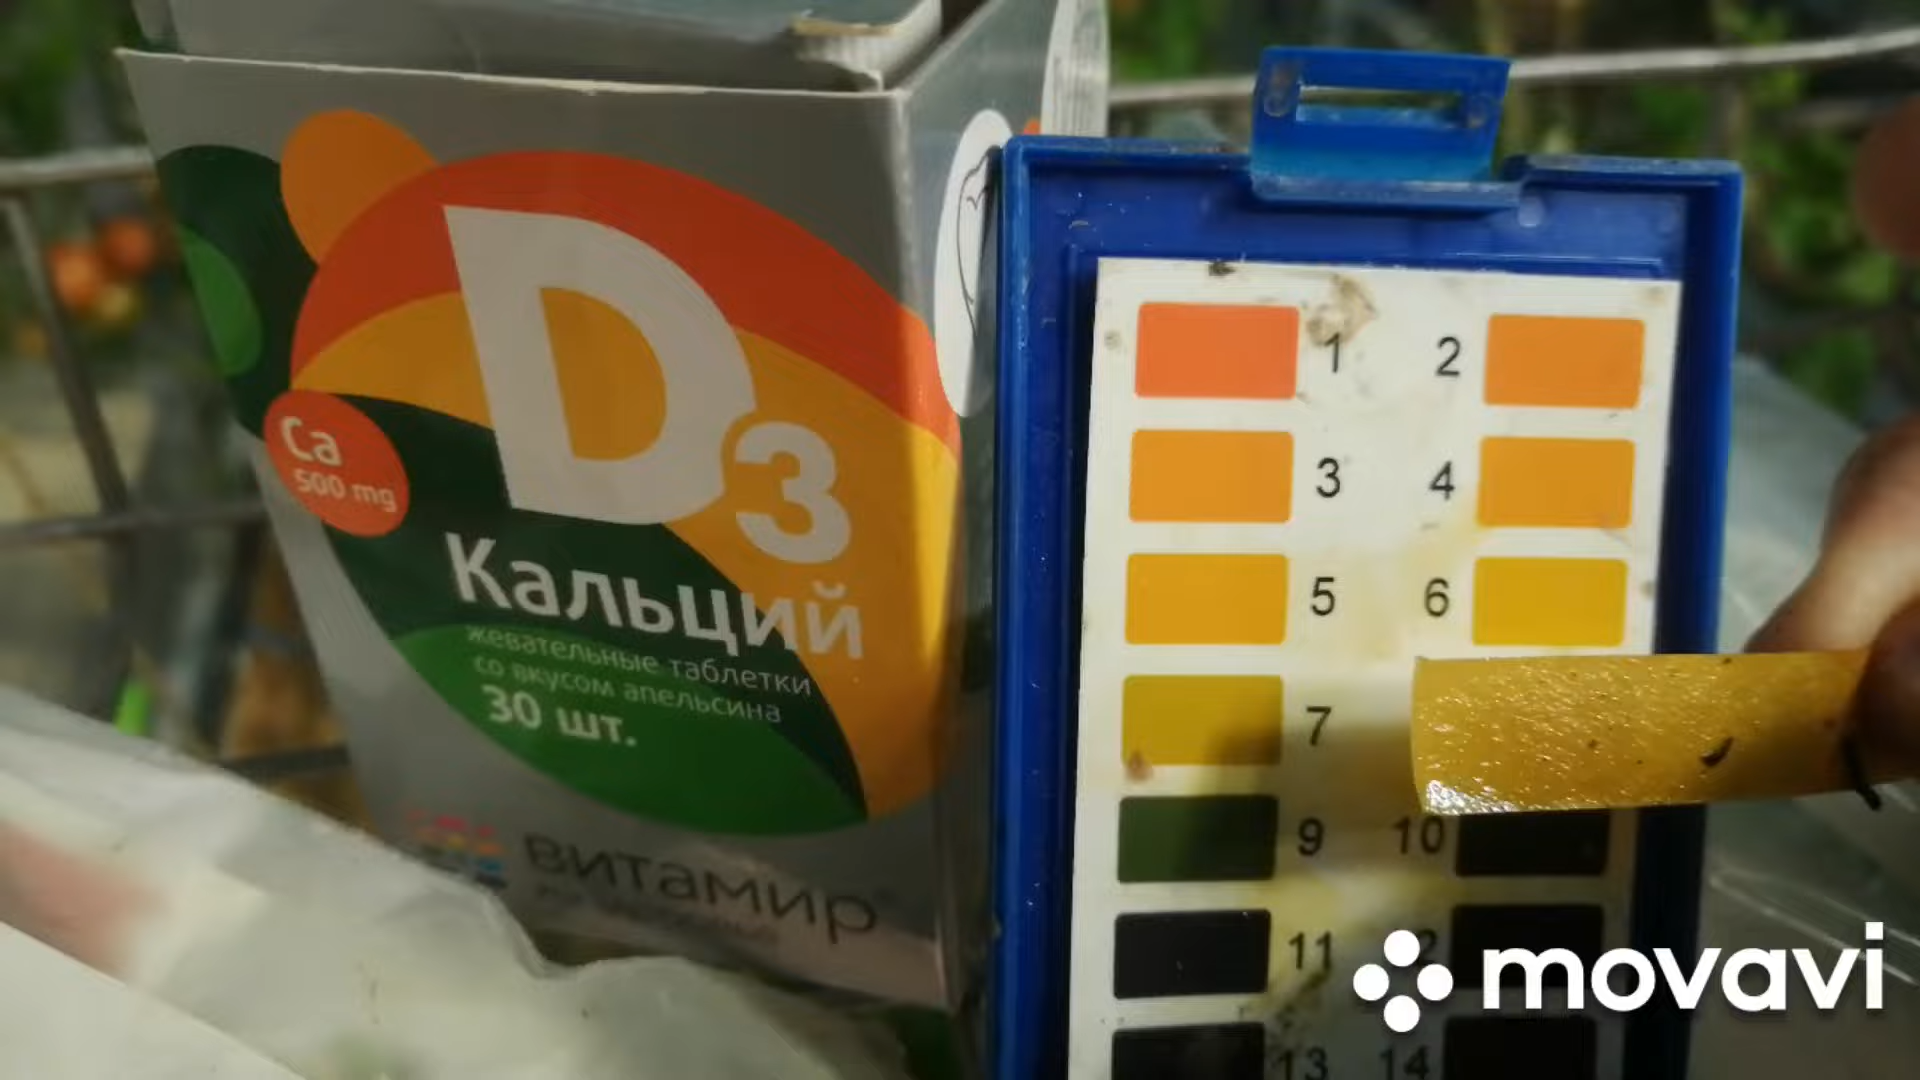 D3
Ca
500 mg
Кальций
жевательные таблетки
со вкусом апельсина
30 шт.
витамир
1 2
3 4
5 6
7
9 10
11
13 14
movavi